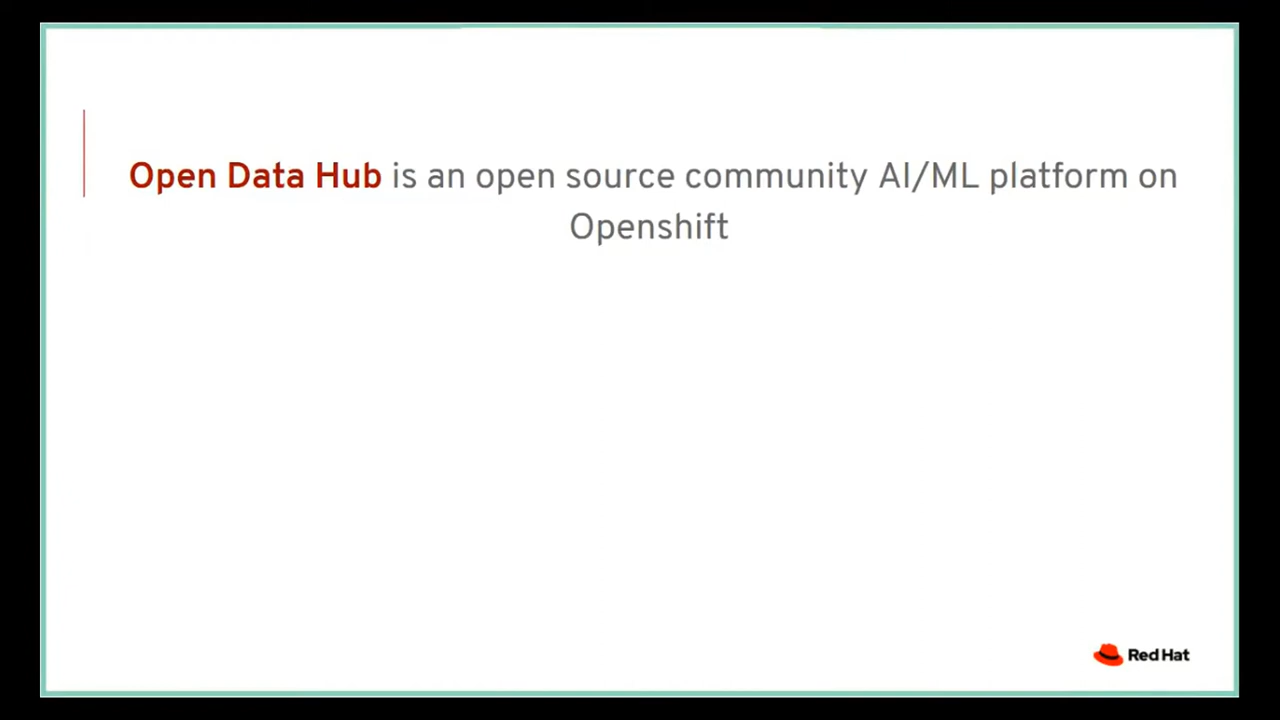 Open Data Hub is an open source community AI/ML platform on
Openshift
Red Hat